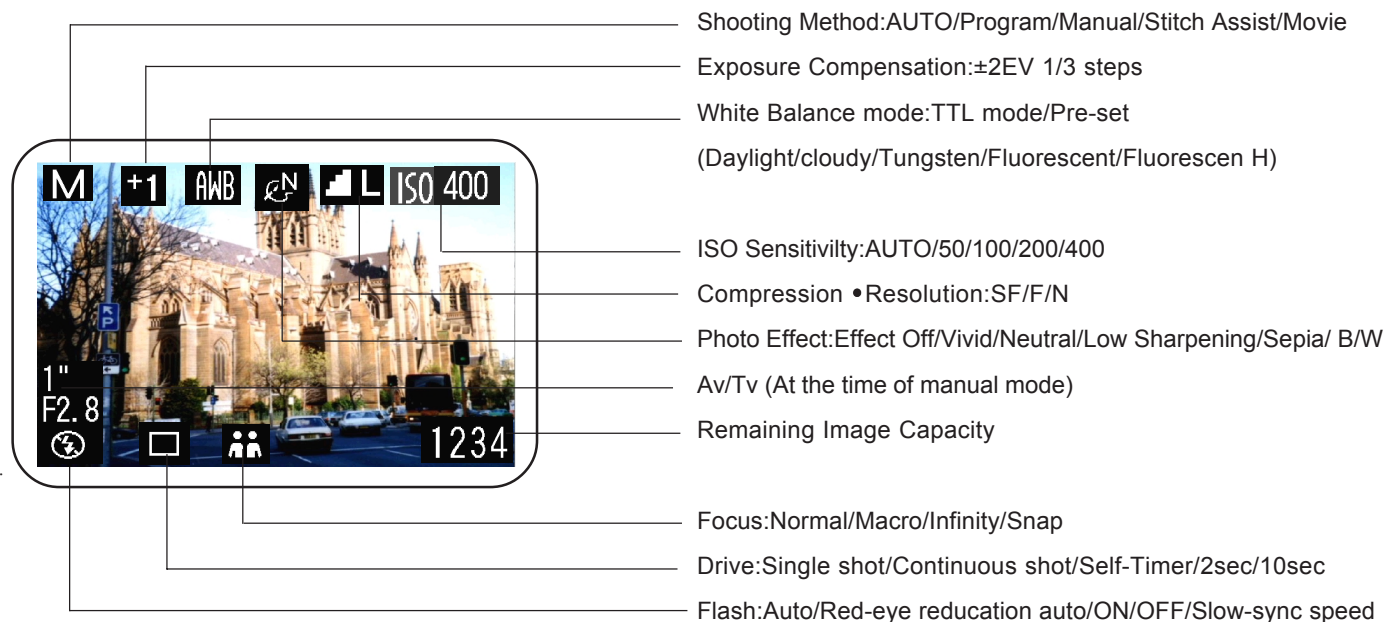 Shooting Method:AUTO/Program/Manual/Stitch Assist/Movie
Exposure Compensation:±2EV 1/3 steps
White Balance mode:TTL mode/Pre-set
(Daylight/cloudy/Tungsten/Fluorescent/Fluorescen H)
M +1 AWB N L ISO 400
ISO Sensitivilty:AUTO/50/100/200/400
Compression •Resolution:SF/F/N
P
Photo Effect:Effect Off/Vivid/Neutral/Low Sharpening/Sepia/ B/W
1"
Av/Tv (At the time of manual mode)
F2.8
1234
Remaining Image Capacity
Focus:Normal/Macro/Infinity/Snap
Drive:Single shot/Continuous shot/Self-Timer/2sec/10sec
Flash:Auto/Red-eye reducation auto/ON/OFF/Slow-sync speed